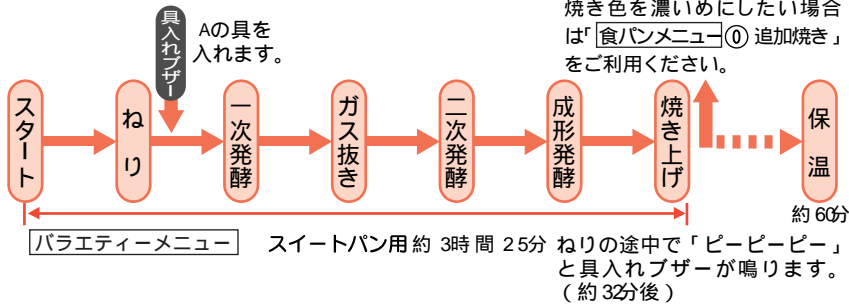 焼き色を濃いめにしたい場合
は「食パンメニュー⓪ 追加焼き」
をご利用ください。
具入れブザー
Aの具を
入れます。
スタート
ねり
一次発酵
ガス抜き
二次発酵
成形発酵
焼き上げ
保温
約60分
バラエティーメニュー スイートパン用 約 3時間 25分
ねりの途中で「ピーピーピー」
と具入れブザーが鳴ります。
(約32分後)